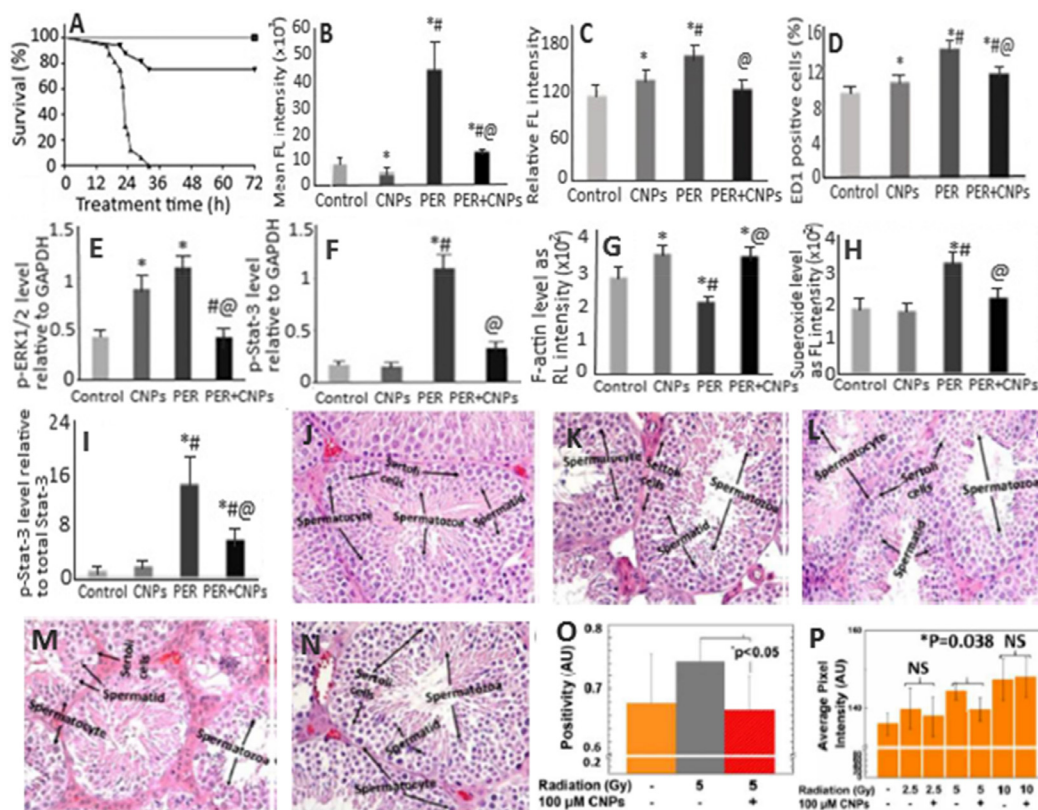 A
Survival (%)
100
80
60
40
20
0
0 12 24 36 48 60 72
Treatment time (h)
B
Mean FL intensity (x10³)
60
50
40
30
20
10
0
*
*#
*#@
Control CNPs PER PER+CNPs
C
Relative FL intensity
180
120
60
0
*
*#
@
Control CNPs PER PER+CNPs
D
ED1 positive cells (%)
16
12
8
4
0
*
*#
*#@
Control CNPs PER PER+CNPs
E
p-ERK1/2 level
relative to GAPDH
1.5
1
0.5
0
*
*
#@
Control CNPs PER PER+CNPs
F
p-Stat-3 level
relative to GAPDH
1.5
1
0.5
0
*#
@
Control CNPs PER PER+CNPs
G
F-actin level as
RL intensity (x10²)
4
3
2
0
*
*#
*@
Control CNPs PER PER+CNPs
H
Superoxide level
as FL intensity (x10²)
4
3
2
1
0
*#
@
Control CNPs PER PER+CNPs
I
p-Stat-3 level relative
to total Stat-3
24
16
8
0
*#
*#@
Control CNPs PER PER+CNPs
J
Sertoli
cells
Spermatocyte
Spermatozoa
Spermatid
K
Spermatocyte
Sertoli
cells
Spermatozoa
Spermatid
L
Spermatocyte
Sertoli
cells
Spermatozoa
Spermatid
M
Sertoli
cells
Spermatid
Spermatocyte
Spermatozoa
N
Sertoli
cells
Spermatozoa
Spermatid
Spermatocyte
O
Positivity (AU)
0.8
0.7
0.6
0.2
*p<0.05
Radiation (Gy) - 5 5
100 µM CNPs - - +
P
Average Pixel
Intensity (AU)
160
140
*P=0.038 NS
NS
Radiation (Gy) - 2.5 2.5 5 5 10 10
100 µM CNPs - - + - + - +